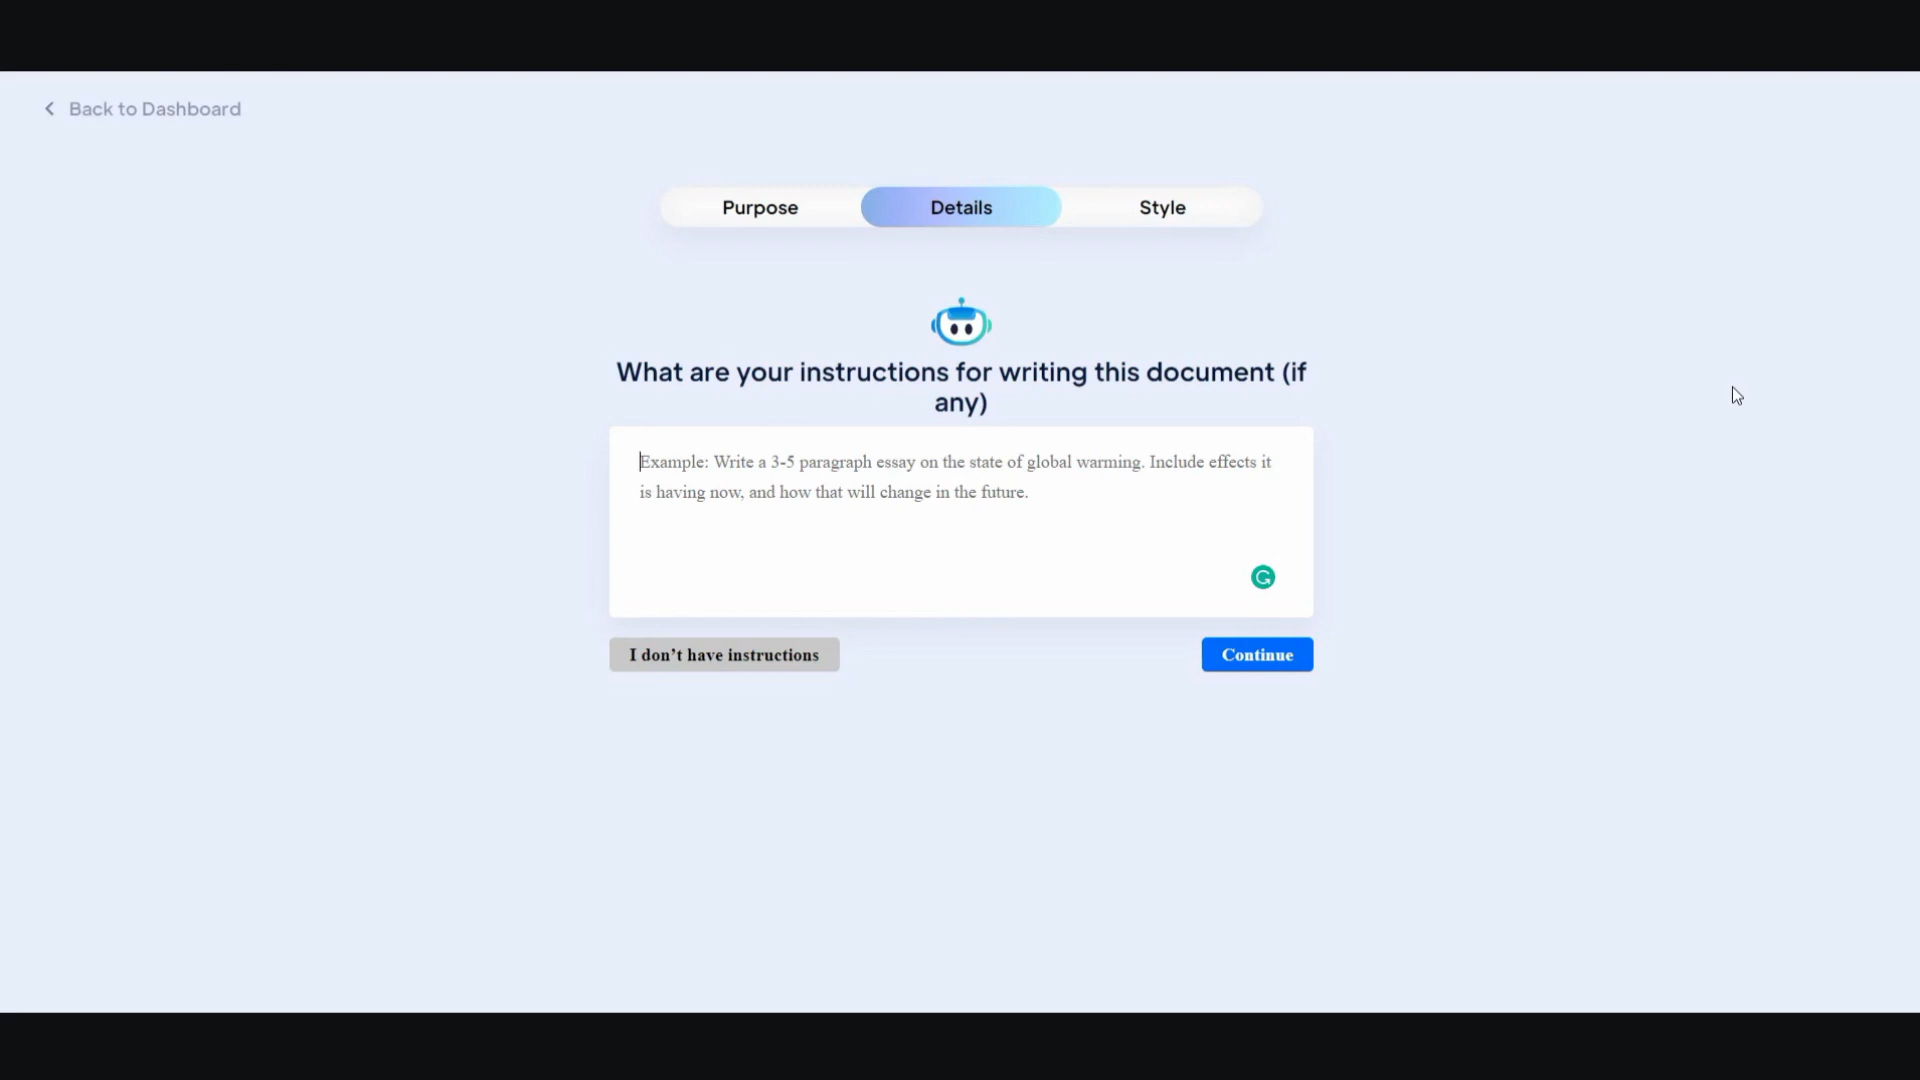 Back to Dashboard
Purpose
Details
Style
What are your instructions for writing this document (if
any)
Example: Write a 3-5 paragraph essay on the state of global warming. Include effects it
is having now, and how that will change in the future.
I don’t have instructions
Continue